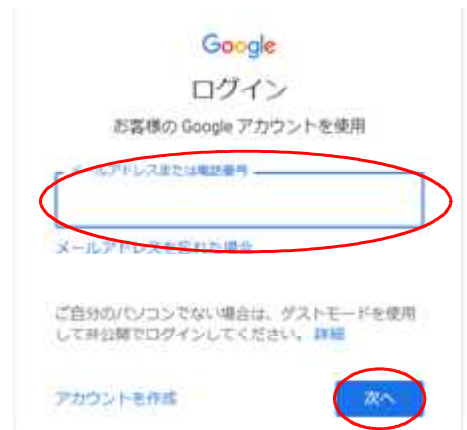 Google
ログイン
お客様の Google アカウントを使用
メールアドレスまたは電話番号
メールアドレスを忘れた場合
ご自分のパソコンでない場合は、ゲストモードを使用
して非公開でログインしてください。 詳細
アカウントを作成
次へ